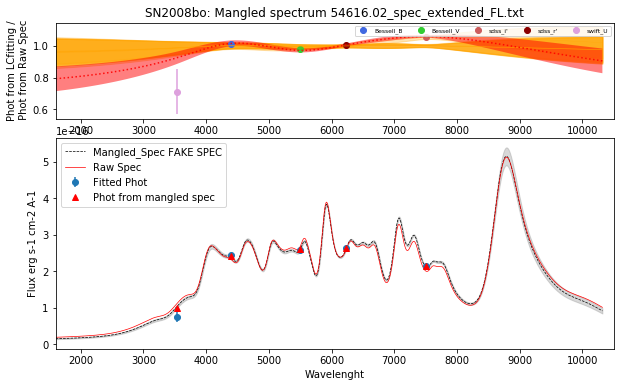 SN2008bo: Mangled spectrum 54616.02_spec_extended_FL.txt
Phot from LCfitting /
Phot from Raw Spec
1.0
0.8
0.6
Bessell_B
Bessell_V
sdss_i'
sdss_r'
swift_U
2000 3000 4000 5000 6000 7000 8000 9000 10000
1e−16
Flux erg s-1 cm-2 A-1
5
4
3
2
1
0
Mangled_Spec FAKE SPEC
Raw Spec
Fitted Phot
Phot from mangled spec
2000 3000 4000 5000 6000 7000 8000 9000 10000
Wavelenght